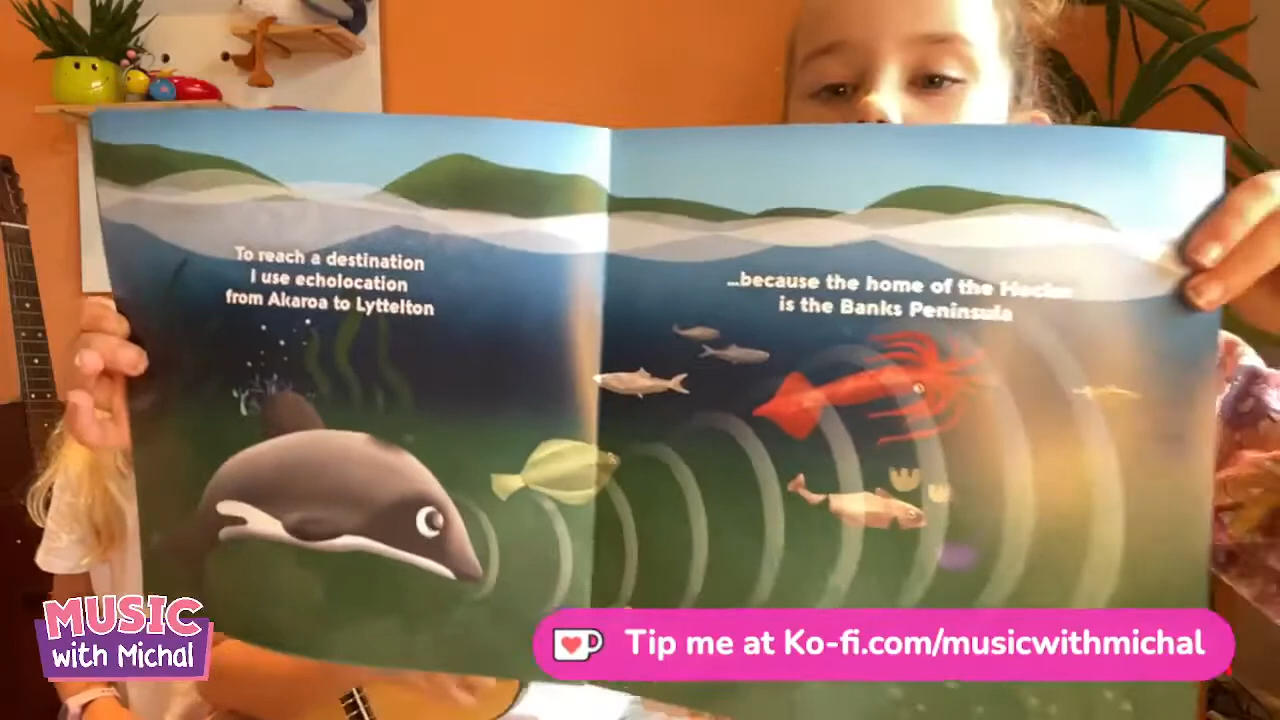 To reach a destination
I use echolocation
from Akaroa to Lyttelton
...because the home of the
is the Banks Peninsula
MUSIC
with Michal
Tip me at Ko-fi.com/musicwithmichal